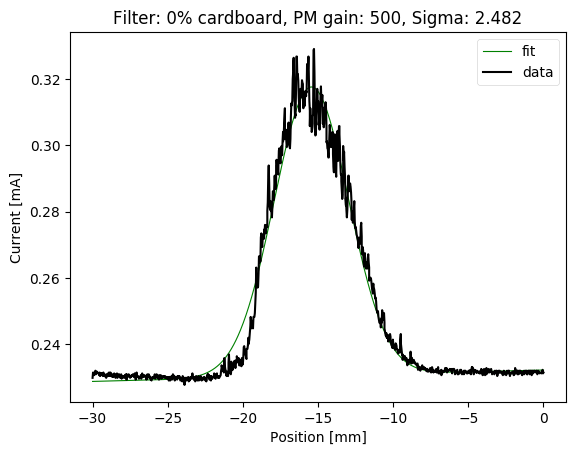 Filter: 0% cardboard, PM gain: 500, Sigma: 2.482
fit
data
0.32
0.30
0.28
0.26
0.24
Current [mA]
−30
−25
−20
−15
−10
−5
0
Position [mm]